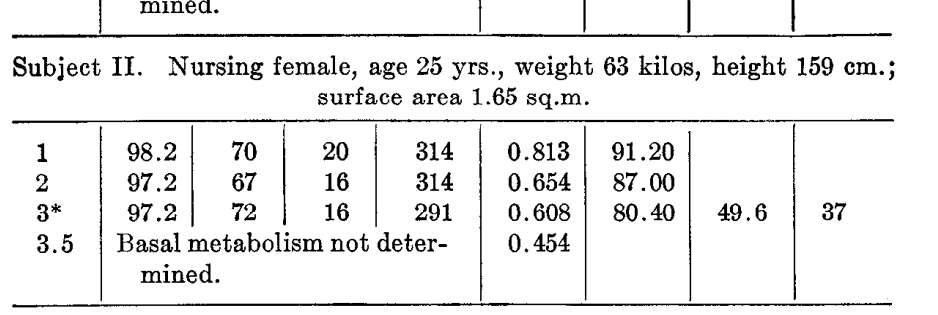 mined.
Subject II. Nursing female, age 25 yrs., weight 63 kilos, height 159 cm.;
surface area 1.65 sq.m.
1 98.2 70 20 314 0.813 91.20
2 97.2 67 16 314 0.654 87.00
3* 97.2 72 16 291 0.608 80.40 49.6 37
3.5 Basal metabolism not deter- 0.454
mined.